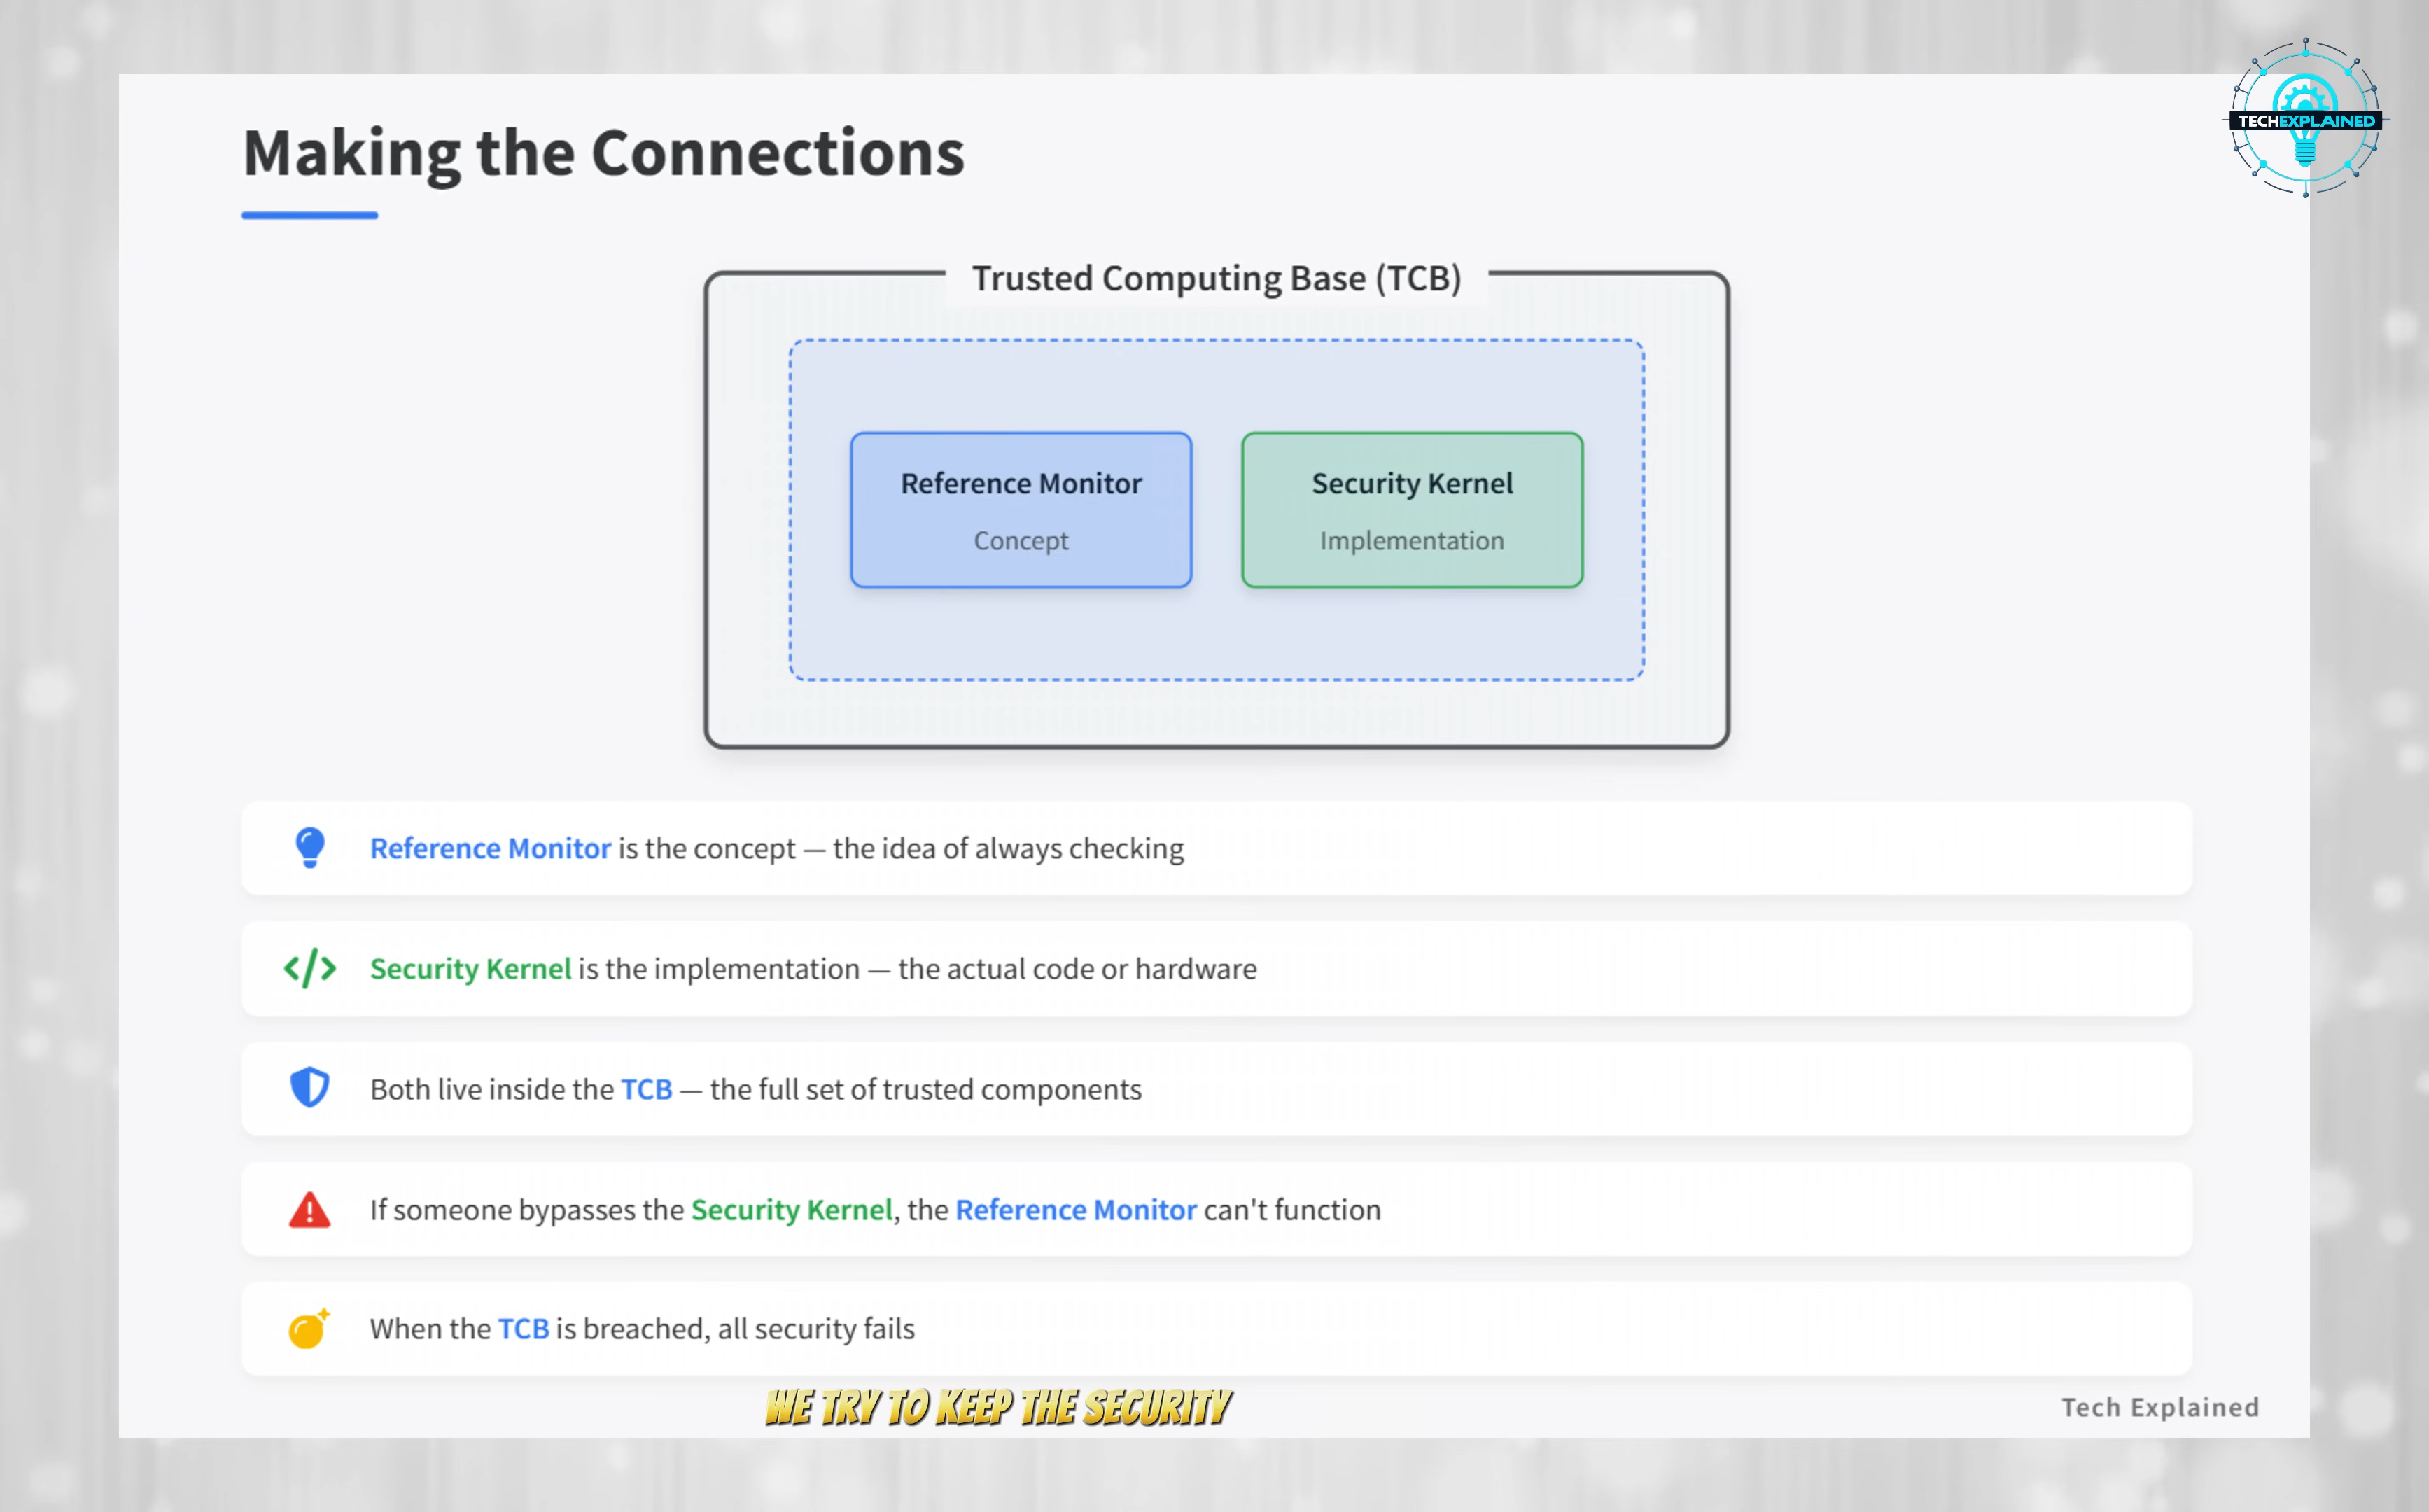 TECHEXPLAINED
Making the Connections
Trusted Computing Base (TCB)
Reference Monitor
Concept
Security Kernel
Implementation
Reference Monitor is the concept — the idea of always checking
</> Security Kernel is the implementation — the actual code or hardware
Both live inside the TCB — the full set of trusted components
If someone bypasses the Security Kernel, the Reference Monitor can't function
When the TCB is breached, all security fails
WE TRY TO KEEP THE SECURITY
Tech Explained